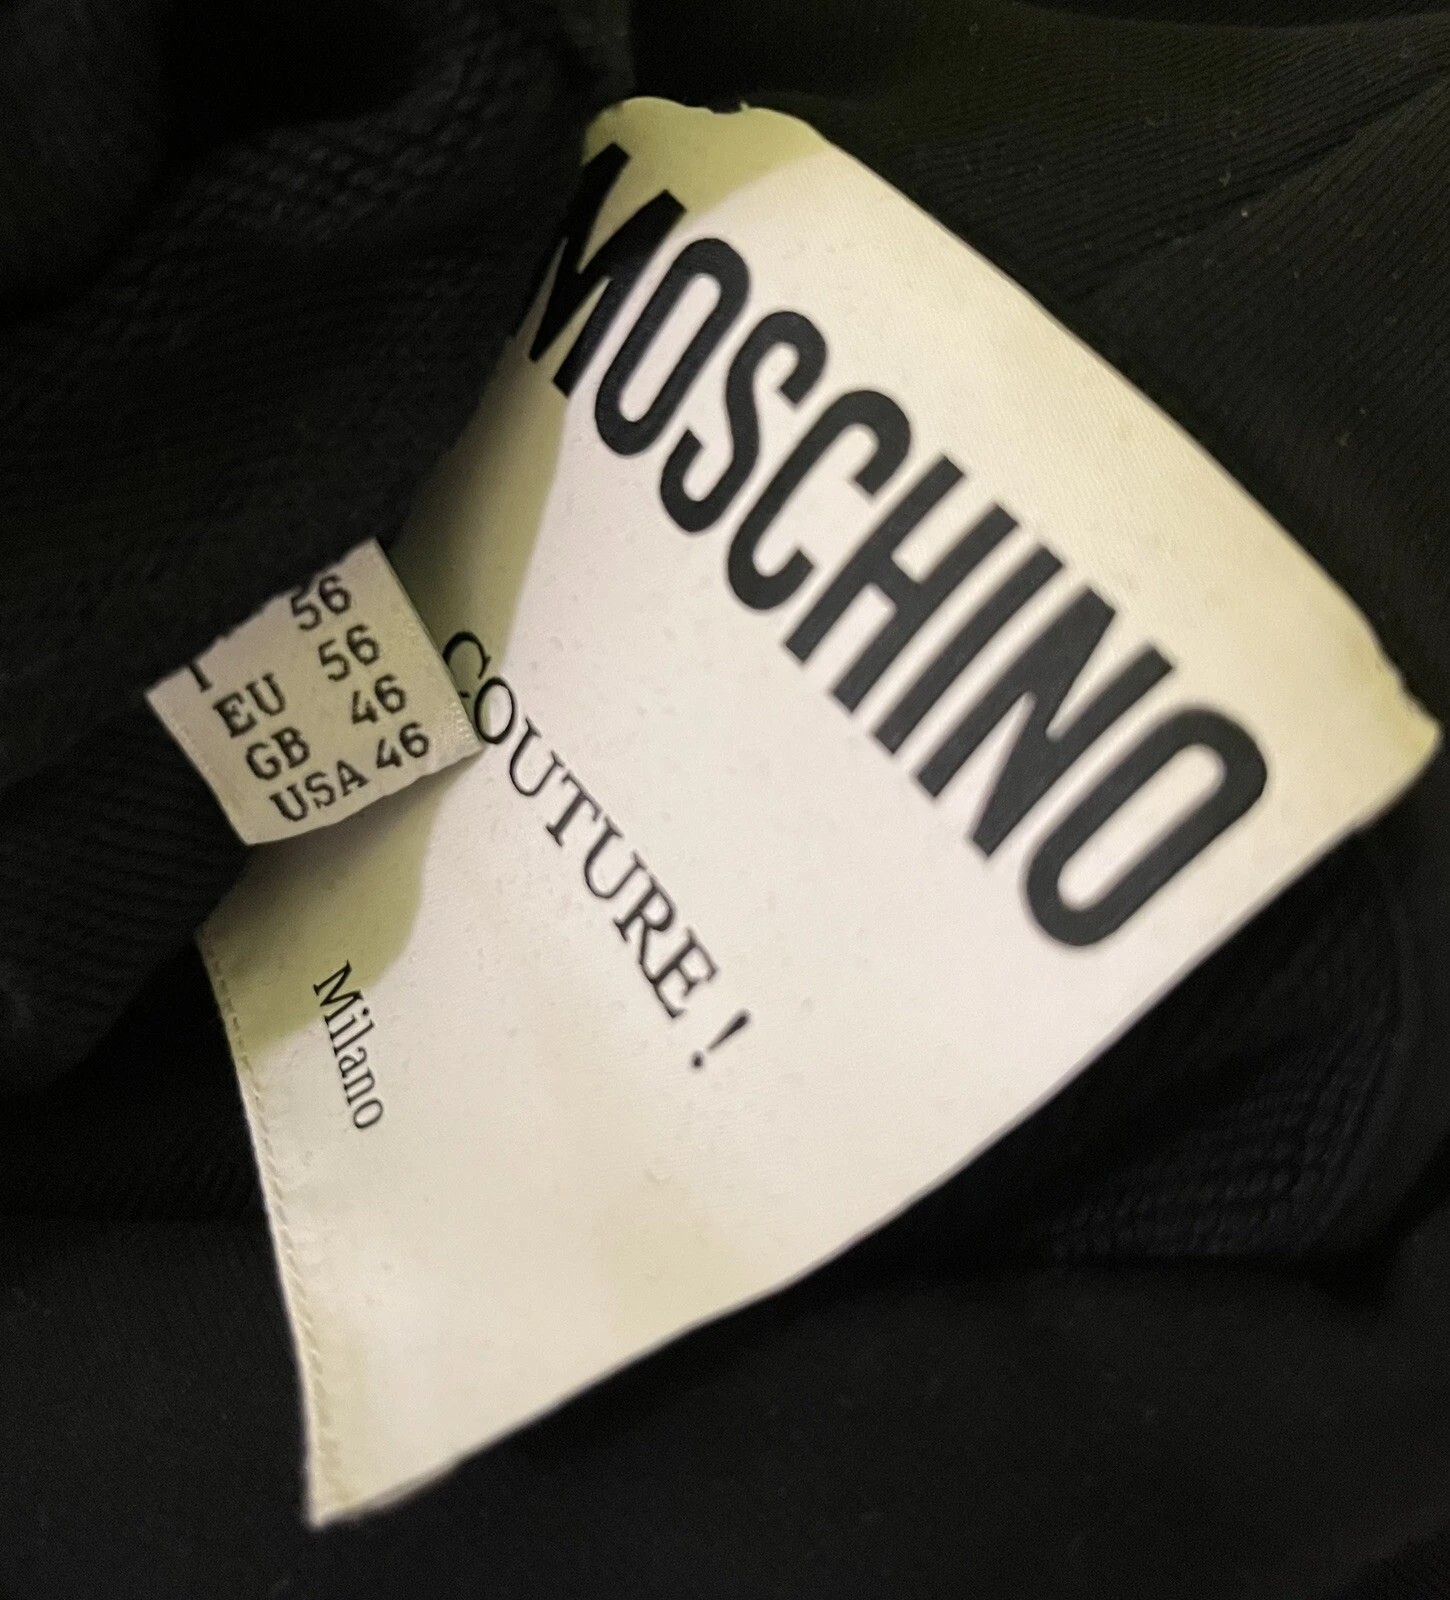 MOSCHINO
COUTURE !
Milano
I 56
EU 56
GB 46
USA 46